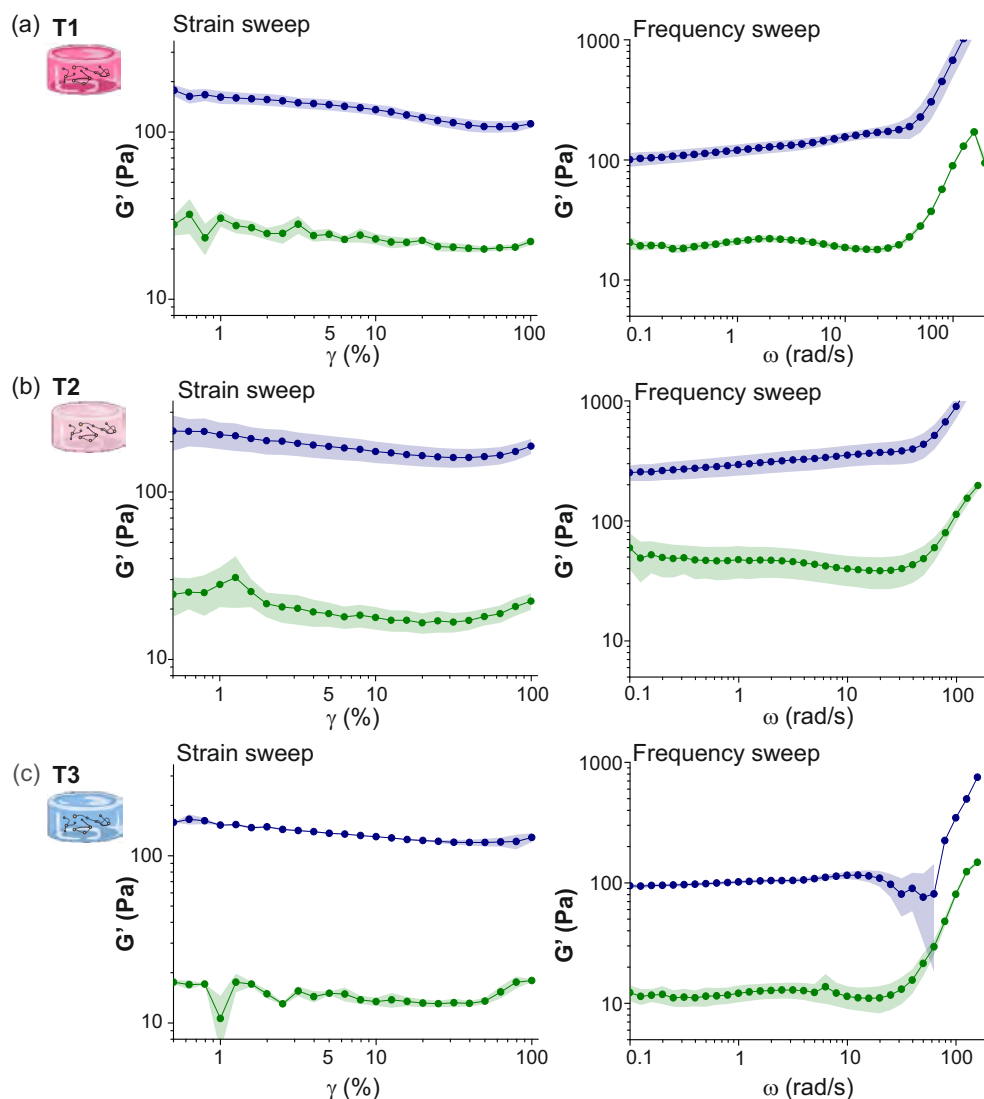 (a) T1
Strain sweep
G’ (Pa)
100
10
1 5 10 50 100
γ (%)
Frequency sweep
G’ (Pa)
1000
100
10
0.1 1 10 100
ω (rad/s)
(b) T2
Strain sweep
G’ (Pa)
100
10
1 5 10 50 100
γ (%)
Frequency sweep
G’ (Pa)
1000
100
10
0.1 1 10 100
ω (rad/s)
(c) T3
Strain sweep
G’ (Pa)
100
10
1 5 10 50 100
γ (%)
Frequency sweep
G’ (Pa)
1000
100
10
0.1 1 10 100
ω (rad/s)